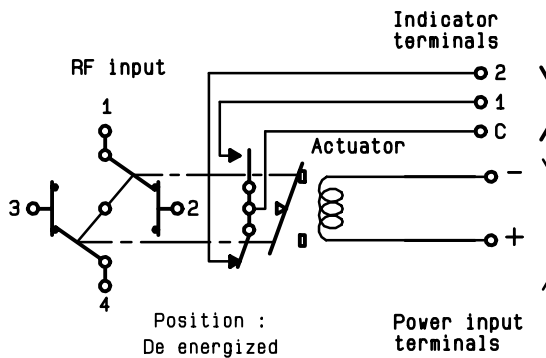 Indicator
terminals
RF input
2
1
1
C
Actuator
3
2
-
+
4
Position :
De energized
Power input
terminals